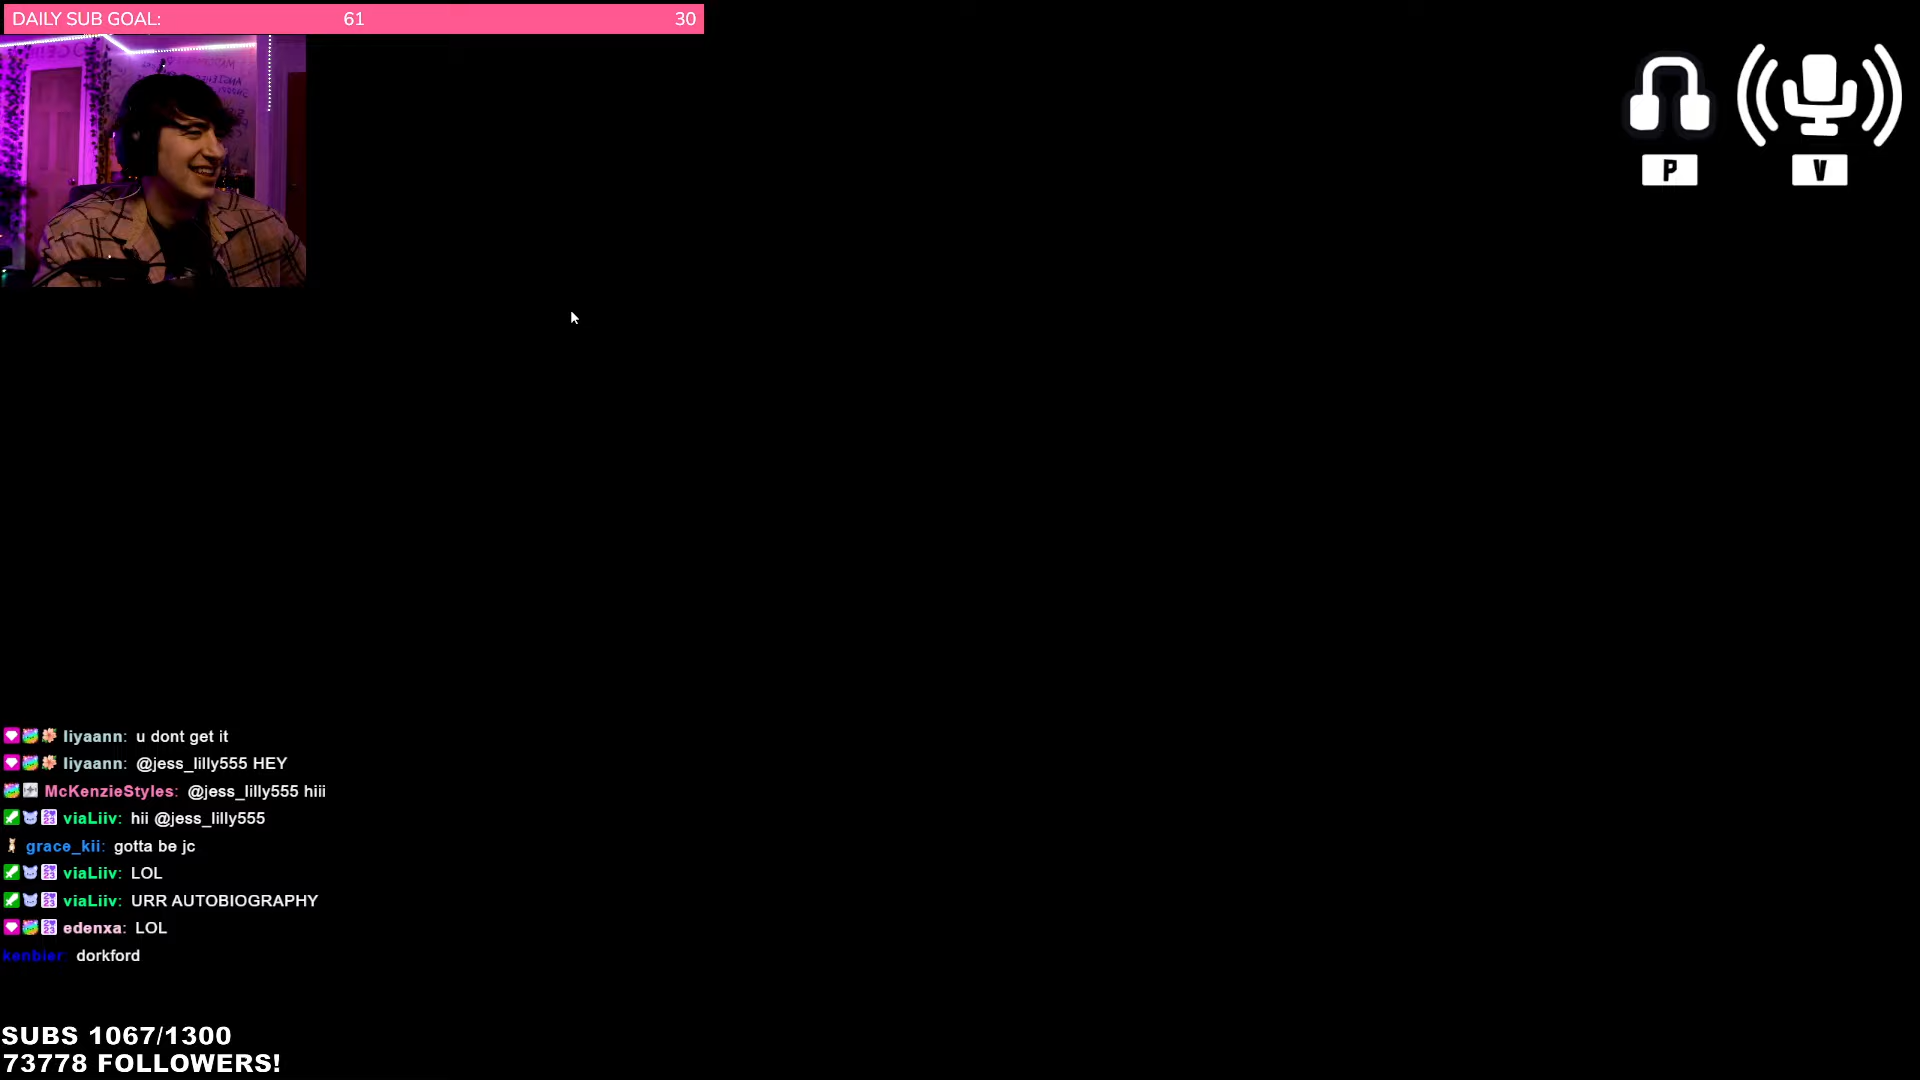 DAILY SUB GOAL: 61 30
P V
liyaann: u dont get it
liyaann: @jess_lilly555 HEY
McKenzieStyles: @jess_lilly555 hiii
viaLiiv: hii @jess_lilly555
grace_kii: gotta be jc
viaLiiv: LOL
viaLiiv: URR AUTOBIOGRAPHY
edenxa: LOL
kenbier: dorkford
SUBS 1067/1300
73778 FOLLOWERS!